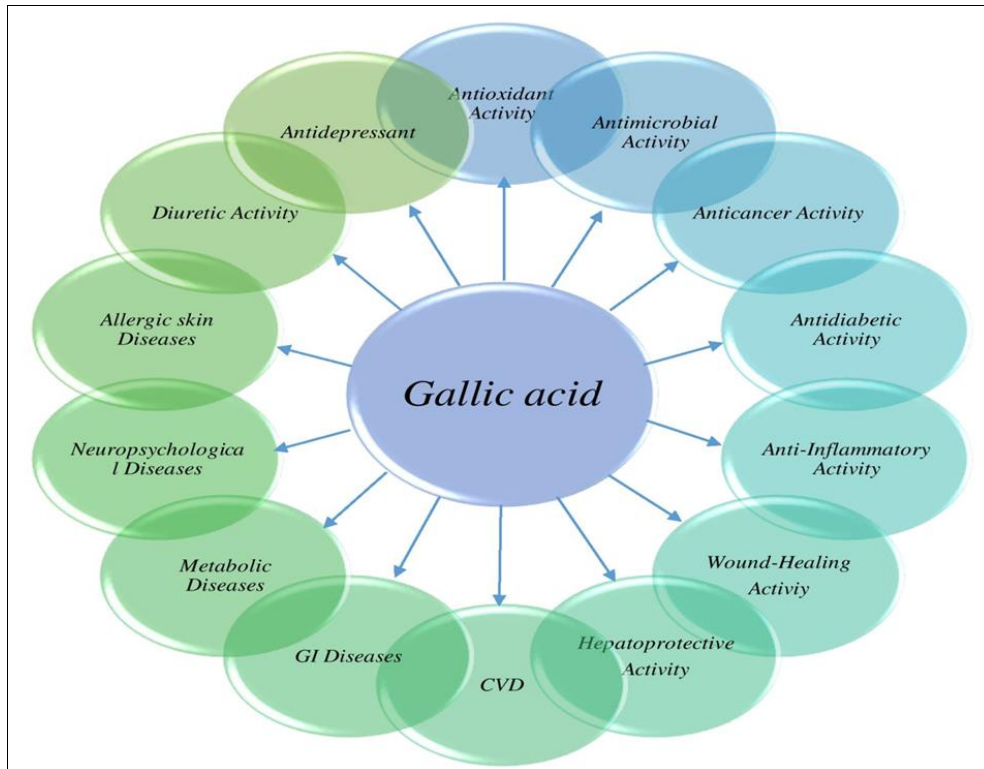 Antioxidant
Activity
Antimicrobial
Activity
Anticancer Activity
Antidiabetic
Activity
Anti-Inflammatory
Activity
Wound-Healing
Activiy
Hepatoprotective
Activity
CVD
GI Diseases
Metabolic
Diseases
Neuropsychologica
l Diseases
Allergic skin
Diseases
Diuretic Activity
Antidepressant
Gallic acid